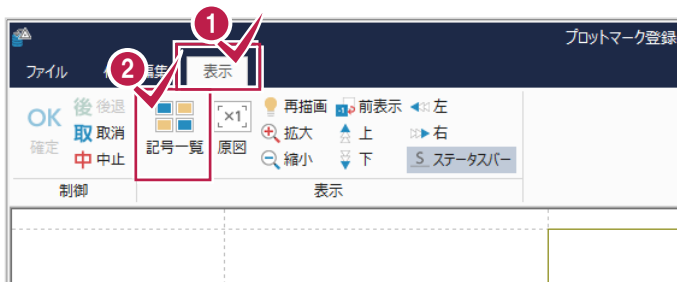 1
プロットマーク登録
ファイル 2 編集 表示
OK 確定
後 後退
取 取消
中 中止
制御
記号一覧
[×1] 原図
再描画 -1 前表示 左
拡大 上 右
縮小 下 S ステータスバー
表示